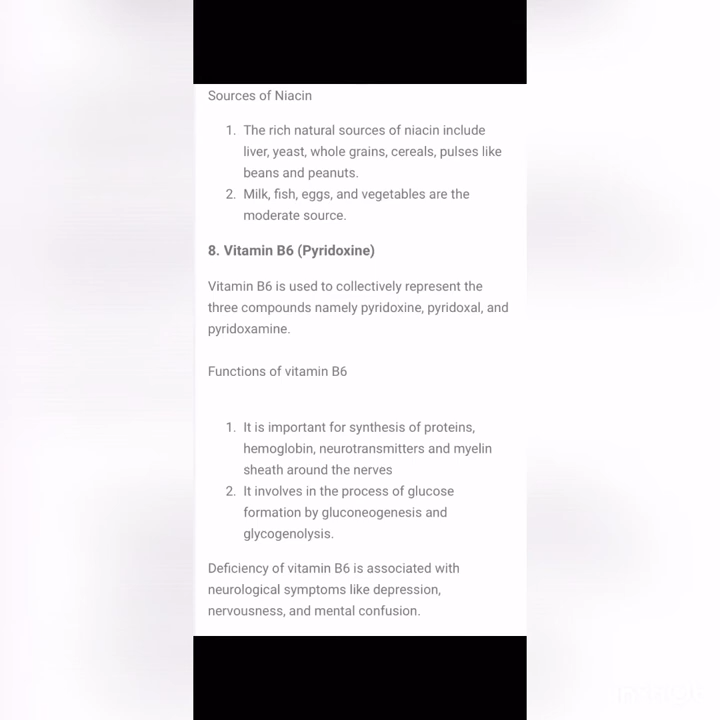 Sources of Niacin
1. The rich natural sources of niacin include
liver, yeast, whole grains, cereals, pulses like
beans and peanuts.
2. Milk, fish, eggs, and vegetables are the
moderate source.
8. Vitamin B6 (Pyridoxine)
Vitamin B6 is used to collectively represent the
three compounds namely pyridoxine, pyridoxal, and
pyridoxamine.
Functions of vitamin B6
1. It is important for synthesis of proteins,
hemoglobin, neurotransmitters and myelin
sheath around the nerves
2. It involves in the process of glucose
formation by gluconeogenesis and
glycogenolysis.
Deficiency of vitamin B6 is associated with
neurological symptoms like depression,
nervousness, and mental confusion.